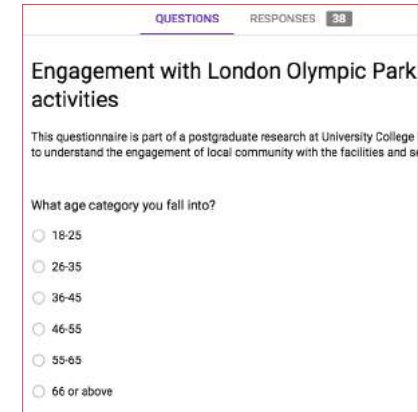 QUESTIONS RESPONSES 38
Engagement with London Olympic Park
activities
This questionnaire is part of a postgraduate research at University College
to understand the engagement of local community with the facilities and
What age category you fall into?
18-25
26-35
36-45
46-55
55-65
66 or above